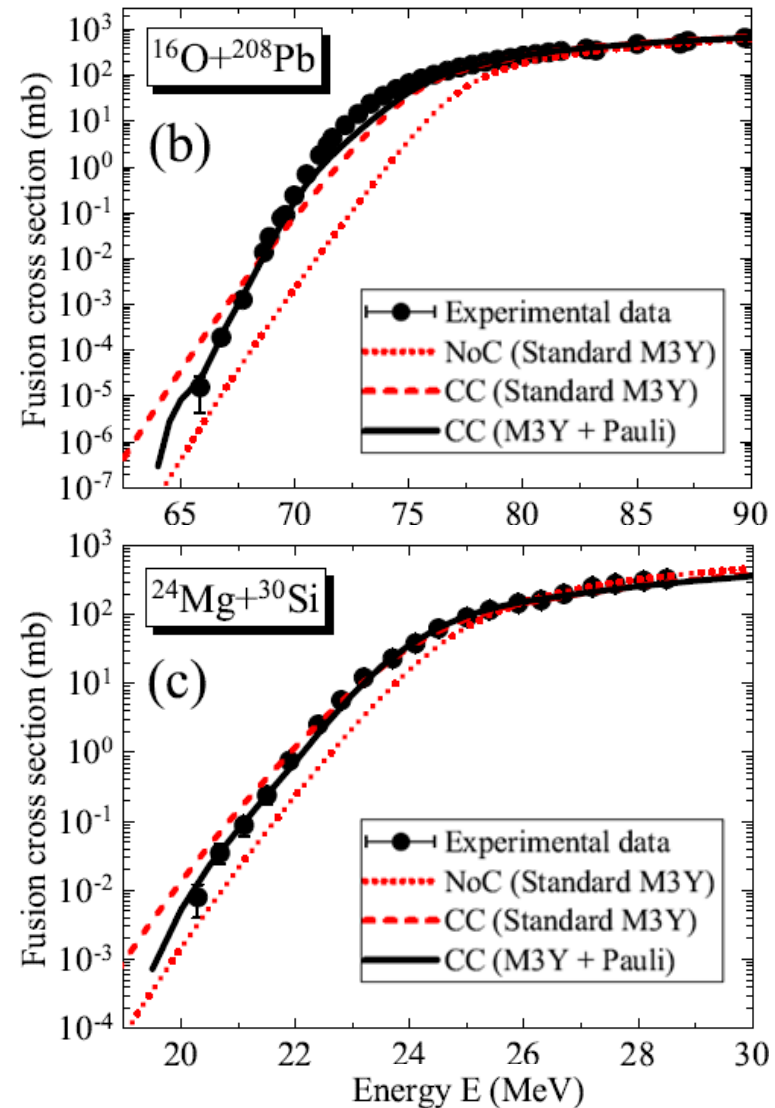 10³
10²
10¹
10⁰
10⁻¹
10⁻²
10⁻³
10⁻⁴
10⁻⁵
10⁻⁶
10⁻⁷
Fusion cross section (mb)
¹⁶O+²⁰⁸Pb
(b)
Experimental data
NoC (Standard M3Y)
CC (Standard M3Y)
CC (M3Y + Pauli)
65 70 75 80 85 90
10³
10²
10¹
10⁰
10⁻¹
10⁻²
10⁻³
10⁻⁴
Fusion cross section (mb)
²⁴Mg+³⁰Si
(c)
Experimental data
NoC (Standard M3Y)
CC (Standard M3Y)
CC (M3Y + Pauli)
20 22 24 26 28 30
Energy E (MeV)